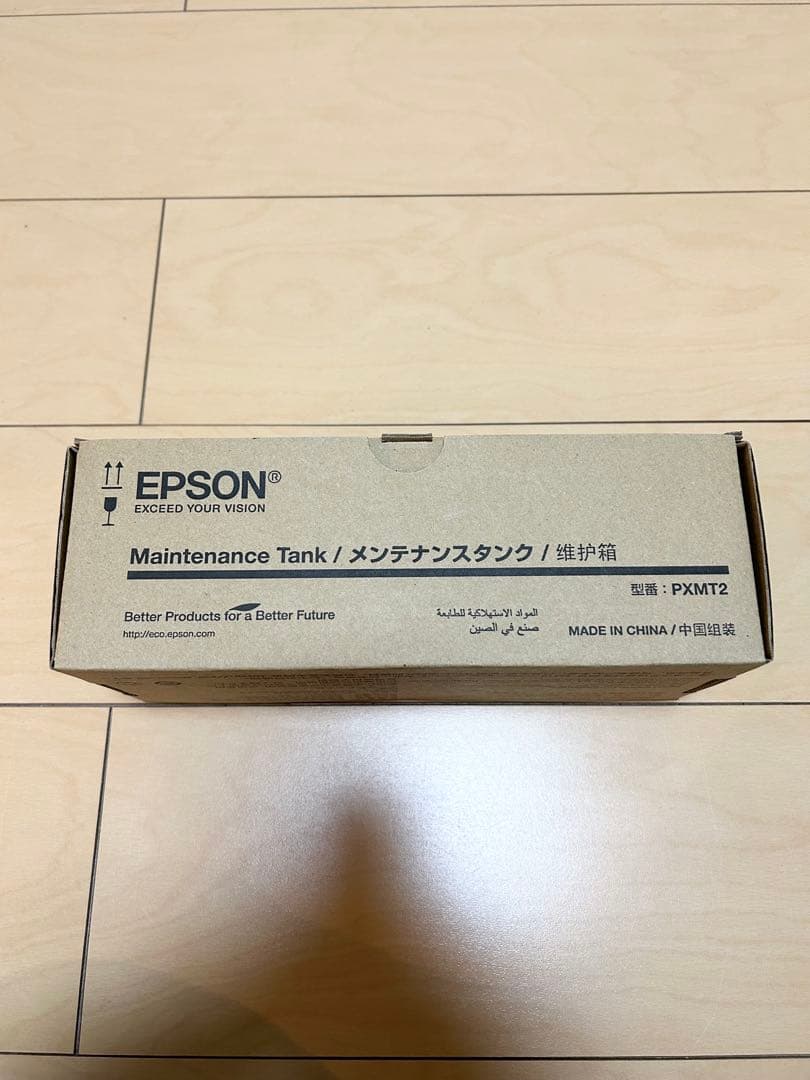 EPSON®
EXCEED YOUR VISION
Maintenance Tank / メンテナンスタンク / 维护箱
型番：PXMT2
Better Products for a Better Future
http://eco.epson.com
المواد الاستهلاكية للطابعة
صنع في الصين
MADE IN CHINA / 中国组装